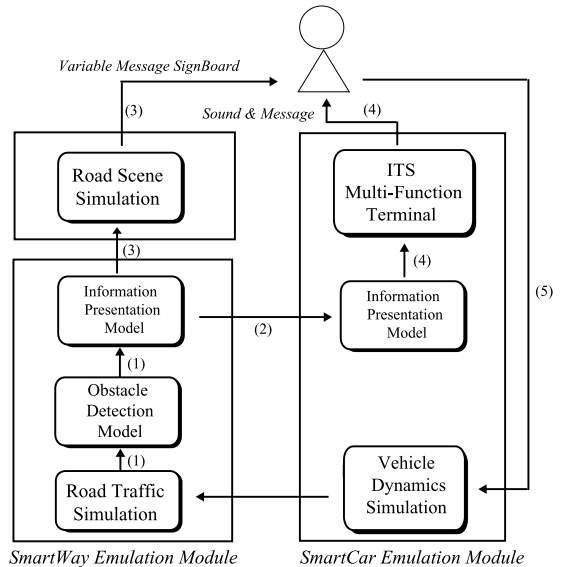 Variable Message SignBoard
(3)
Sound & Message
(4)
Road Scene
Simulation
ITS
Multi-Function
Terminal
(3)
(4)
(5)
Information
Presentation
Model
(2)
Information
Presentation
Model
(1)
Obstacle
Detection
Model
(1)
Road Traffic
Simulation
Vehicle
Dynamics
Simulation
SmartWay Emulation Module
SmartCar Emulation Module